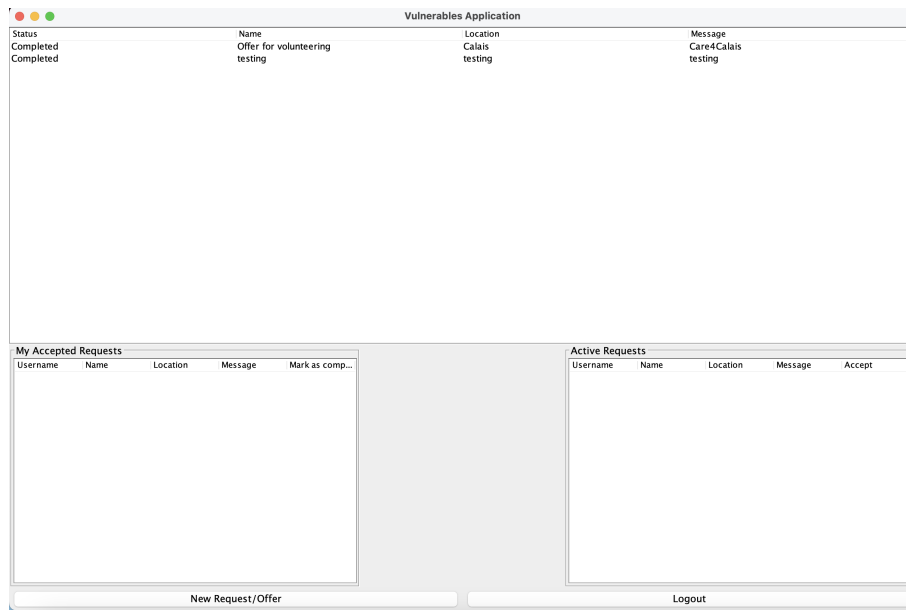 Vulnerables Application
Status Name Location Message
Completed Offer for volunteering Calais Care4Calais
Completed testing testing testing
My Accepted Requests
Username Name Location Message Mark as comp...
Active Requests
Username Name Location Message Accept
New Request/Offer Logout